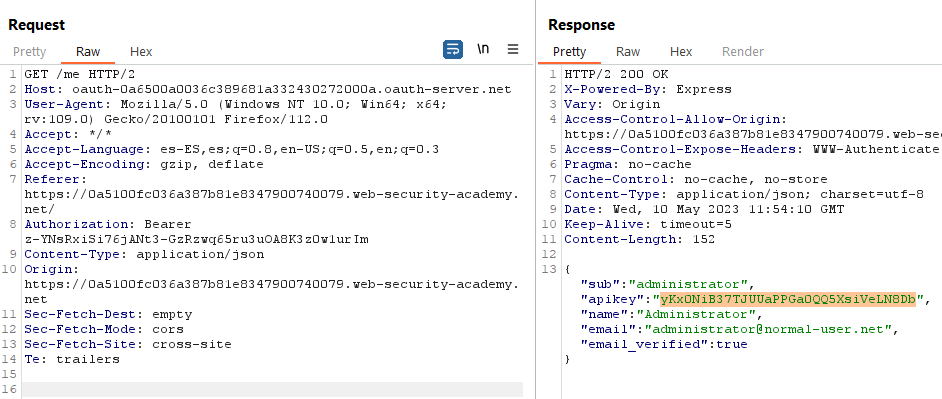 Request
Pretty Raw Hex \n
1 GET /me HTTP/2
2 Host: oauth-0a6500a0036c389681a332430272000a.oauth-server.net
3 User-Agent: Mozilla/5.0 (Windows NT 10.0; Win64; x64;
rv:109.0) Gecko/20100101 Firefox/112.0
4 Accept: */*
5 Accept-Language: es-ES,es;q=0.8,en-US;q=0.5,en;q=0.3
6 Accept-Encoding: gzip, deflate
7 Referer:
https://0a5100fc036a387b81e8347900740079.web-security-academy.
net/
8 Authorization: Bearer
z-YNsRxiSi76jANt3-GzRzwq65ru3uOA8K3z0w1urIm
9 Content-Type: application/json
10 Origin:
https://0a5100fc036a387b81e8347900740079.web-security-academy.
net
11 Sec-Fetch-Dest: empty
12 Sec-Fetch-Mode: cors
13 Sec-Fetch-Site: cross-site
14 Te: trailers
15
16
Response
Pretty Raw Hex Render
1 HTTP/2 200 OK
2 X-Powered-By: Express
3 Vary: Origin
4 Access-Control-Allow-Origin:
https://0a5100fc036a387b81e8347900740079.web-sec
5 Access-Control-Expose-Headers: WWW-Authenticate
6 Pragma: no-cache
7 Cache-Control: no-cache, no-store
8 Content-Type: application/json; charset=utf-8
9 Date: Wed, 10 May 2023 11:54:10 GMT
10 Keep-Alive: timeout=5
11 Content-Length: 152
12
13 {
"sub":"administrator",
"apikey":"yKx0NiB37TJUUaPPGa0QQ5XsiVeLN8Db",
"name":"Administrator",
"email":"administrator@normal-user.net",
"email_verified":true
}